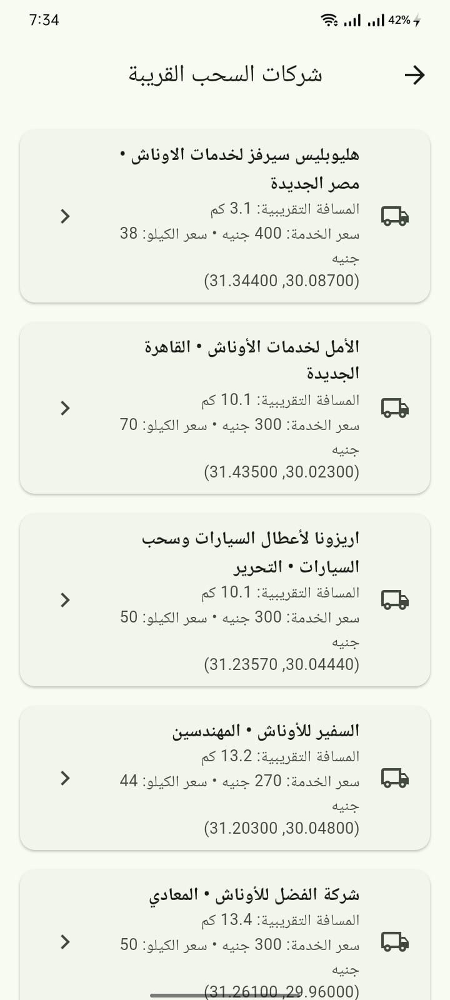 7:34
42%
شركات السحب القريبة
هليوبليس سيرفز لخدمات الاوناش •
مصر الجديدة
المسافة التقريبية: 3.1 كم
سعر الخدمة: 400 جنيه • سعر الكيلو: 38
جنيه
(30.08700, 31.34400)
الأمل لخدمات الأوناش • القاهرة
الجديدة
المسافة التقريبية: 10.1 كم
سعر الخدمة: 300 جنيه • سعر الكيلو: 70
جنيه
(30.02300, 31.43500)
اريزونا لأعطال السيارات وسحب
السيارات • التحرير
المسافة التقريبية: 10.1 كم
سعر الخدمة: 300 جنيه • سعر الكيلو: 50
جنيه
(30.04440, 31.23570)
السفير للأوناش • المهندسين
المسافة التقريبية: 13.2 كم
سعر الخدمة: 270 جنيه • سعر الكيلو: 44
جنيه
(30.04800, 31.20300)
شركة الفضل للأوناش • المعادي
المسافة التقريبية: 13.4 كم
سعر الخدمة: 300 جنيه • سعر الكيلو: 50
جنيه
(29.96000, 31.26100)